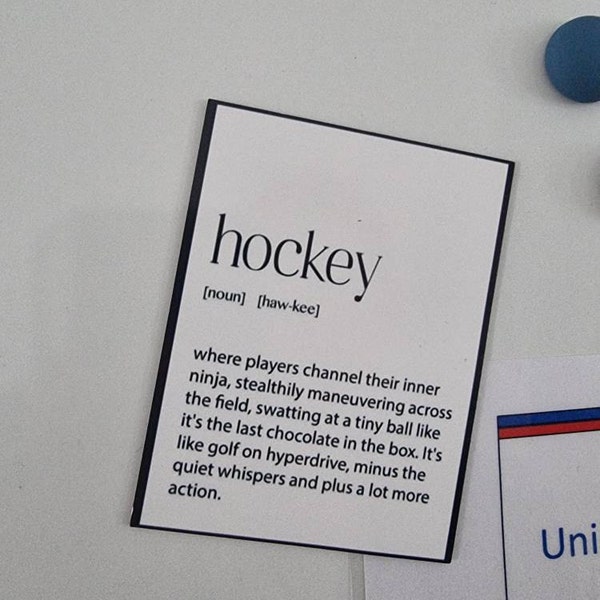 hockey
[noun] [haw-kee]
where players channel their inner
ninja, stealthily maneuvering across
the field, swatting at a tiny ball like
it's the last chocolate in the box. It's
like golf on hyperdrive, minus the
quiet whispers and plus a lot more
action.
Uni